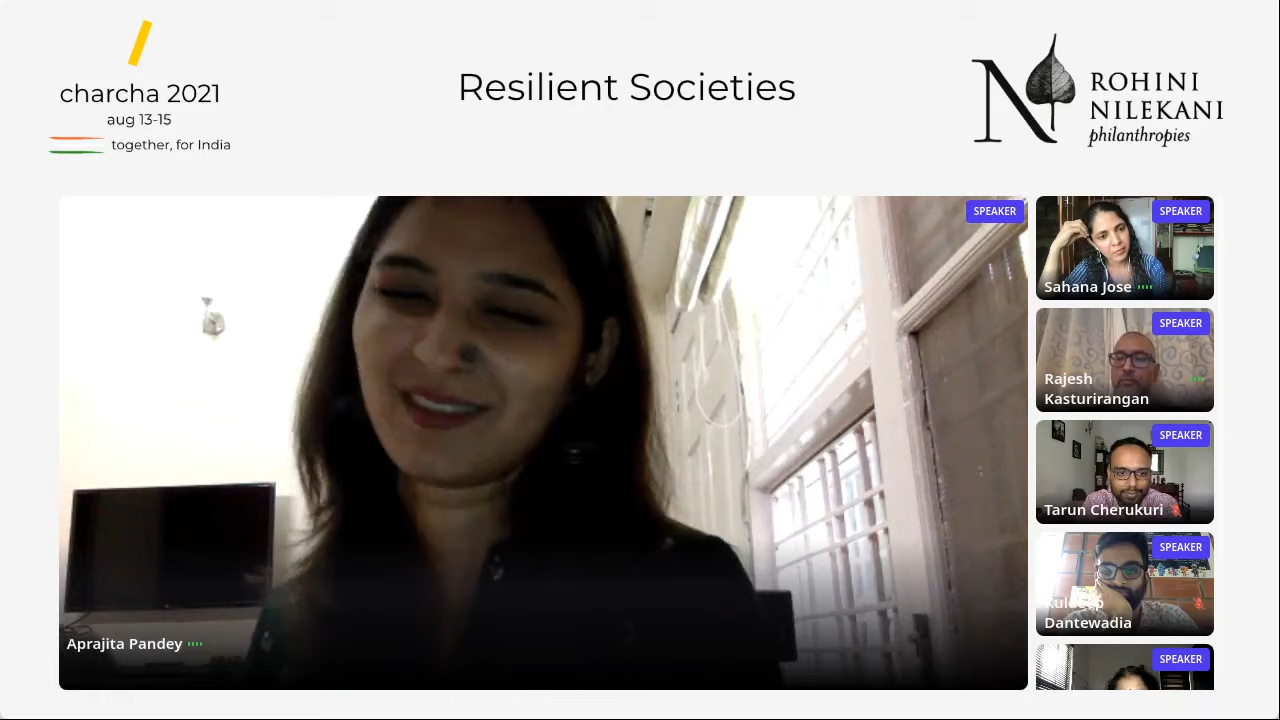 charcha 2021
aug 13-15
together, for India
Resilient Societies
N ROHINI
NILEKANI
philanthropies
SPEAKER
Aprajita Pandey
SPEAKER
Sahana Jose
SPEAKER
Rajesh
Kasturirangan
SPEAKER
Tarun Cherukuri
SPEAKER
Kuldeep
Dantewadia
SPEAKER